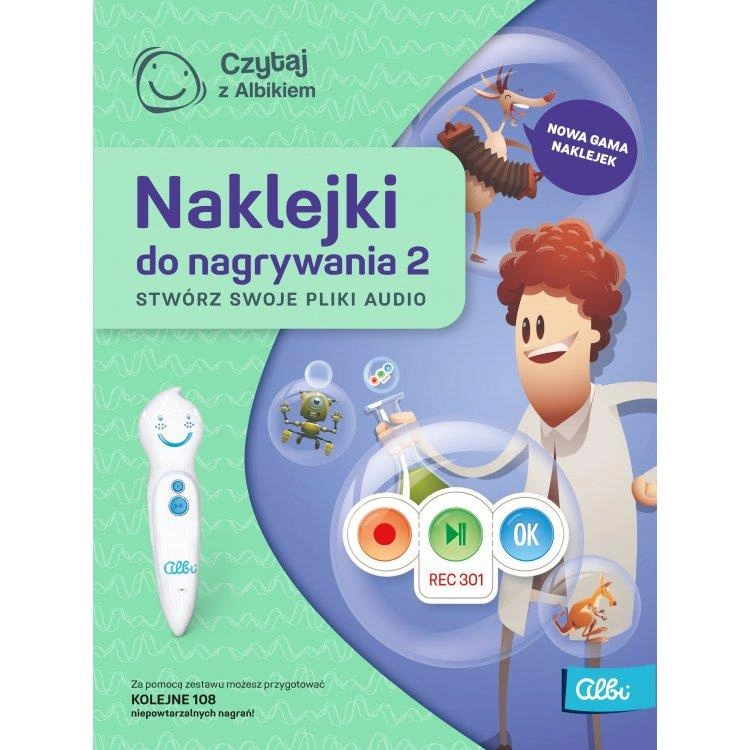 Czytaj
z Albikiem
NOWA GAMA
NAKLEJEK
Naklejki
do nagrywania 2
STWÓRZ SWOJE PLIKI AUDIO
OK
REC 301
albi
Za pomocą zestawu możesz przygotować
KOLEJNE 108
niepowtarzalnych nagrań!
albi